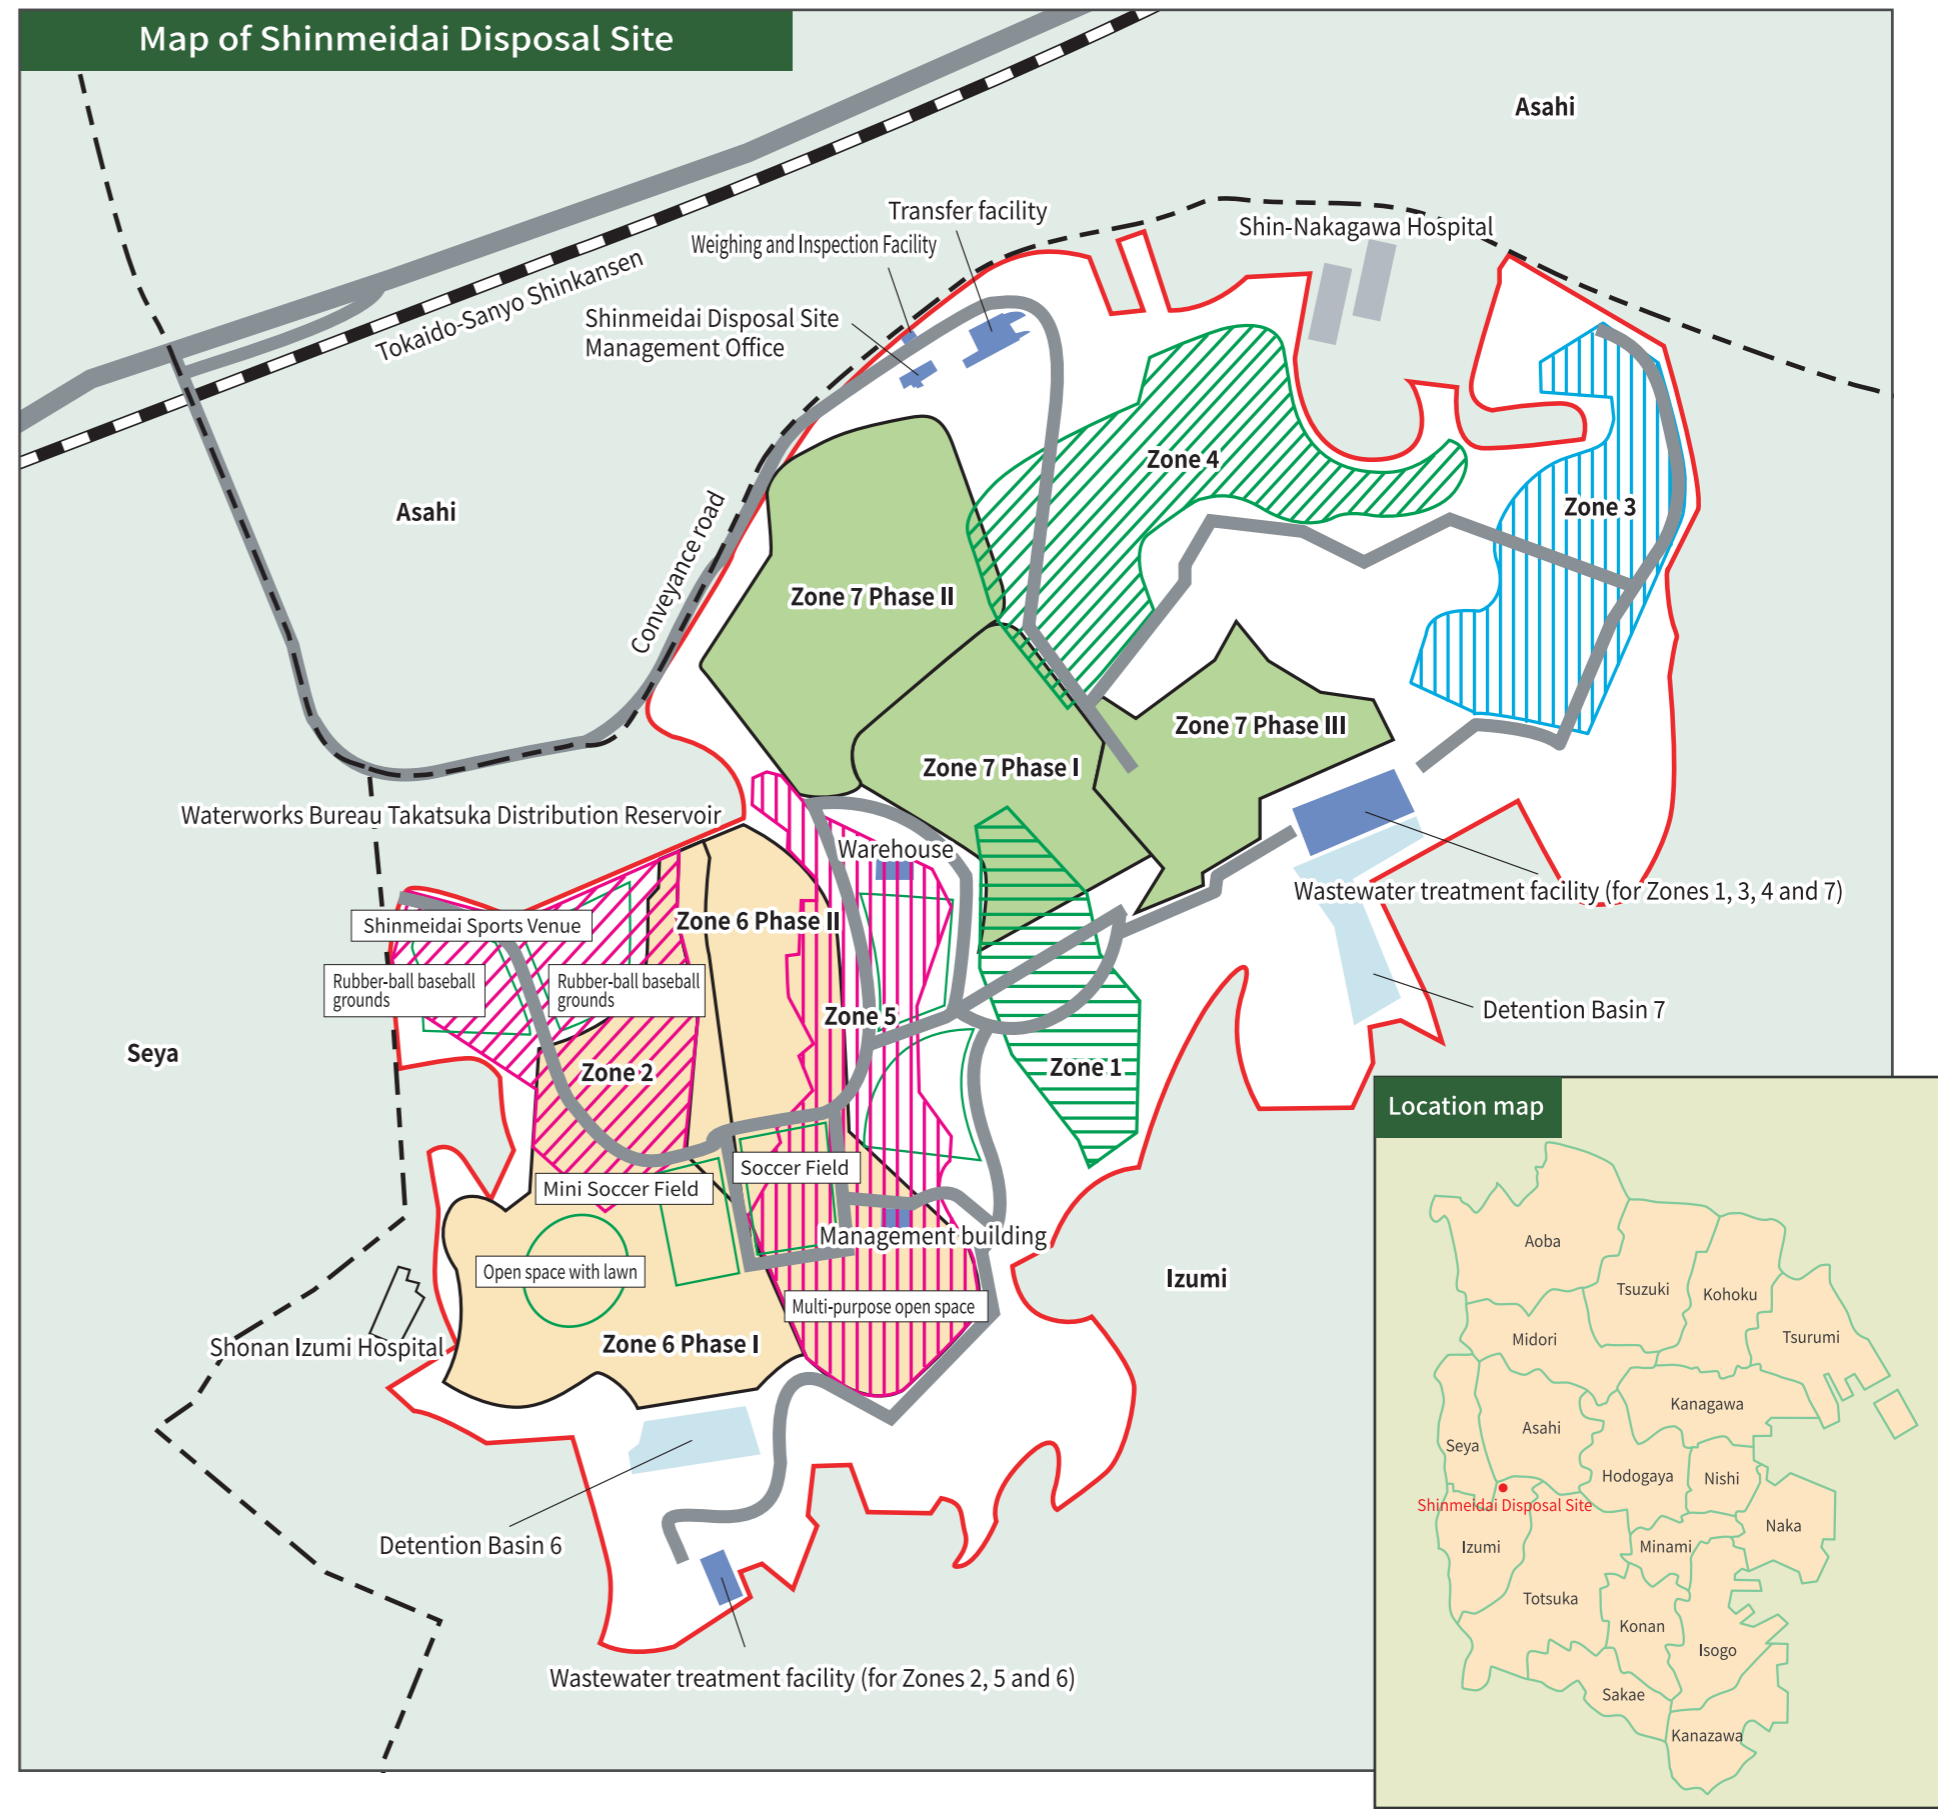 Map of Shinmeidai Disposal Site
Asahi
Transfer facility
Shin-Nakagawa Hospital
Weighing and Inspection Facility
Tokaido-Sanyo Shinkansen
Shinmeidai Disposal Site
Management Office
Zone 4
Asahi
Zone 3
Conveyance road
Zone 7 Phase II
Zone 7 Phase III
Zone 7 Phase I
Waterworks Bureau Takatsuka Distribution Reservoir
Warehouse
Wastewater treatment facility (for Zones 1, 3, 4 and 7)
Shinmeidai Sports Venue
Zone 6 Phase II
Rubber-ball baseball
grounds
Rubber-ball baseball
grounds
Detention Basin 7
Zone 5
Seya
Zone 2
Zone 1
Soccer Field
Mini Soccer Field
Management building
Open space with lawn
Izumi
Multi-purpose open space
Shonan Izumi Hospital
Zone 6 Phase I
Detention Basin 6
Wastewater treatment facility (for Zones 2, 5 and 6)
Location map
Aoba
Tsuzuki
Kohoku
Midori
Tsurumi
Kanagawa
Asahi
Seya
Hodogaya
Nishi
Shinmeidai Disposal Site
Naka
Izumi
Minami
Totsuka
Konan
Isogo
Sakae
Kanazawa